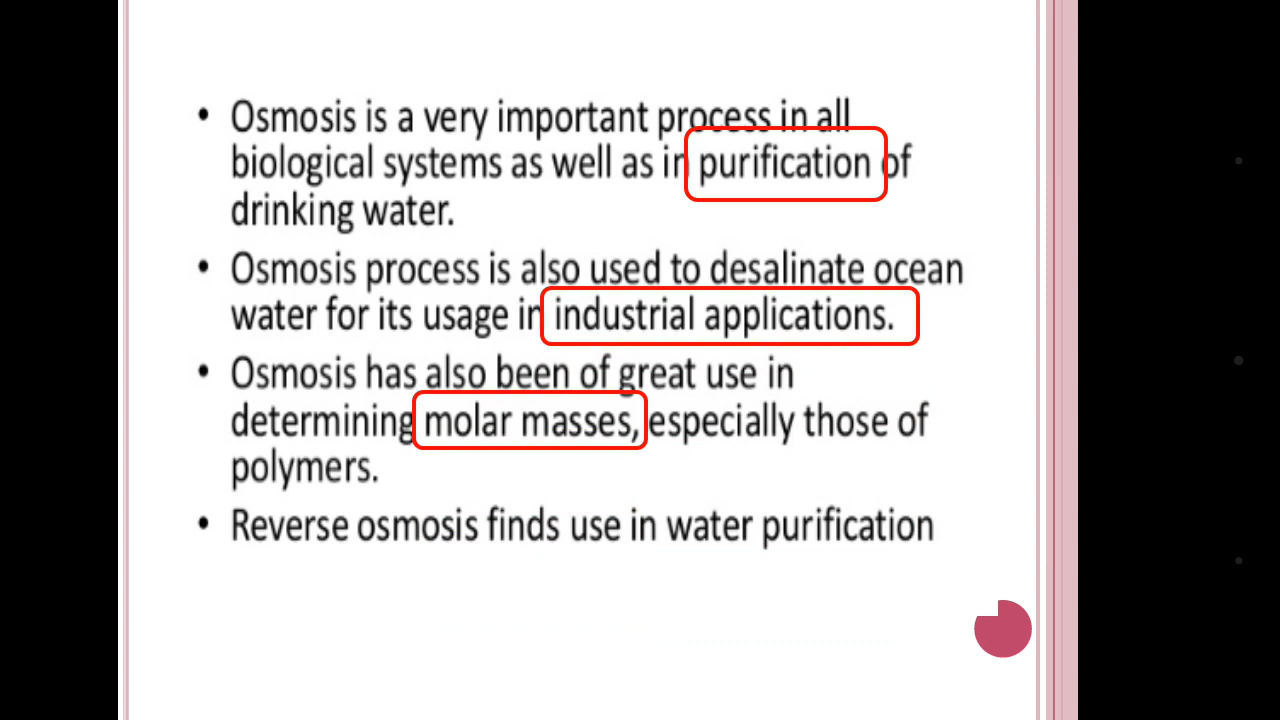 • Osmosis is a very important process in all
biological systems as well as in purification of
drinking water.
• Osmosis process is also used to desalinate ocean
water for its usage in industrial applications.
• Osmosis has also been of great use in
determining molar masses, especially those of
polymers.
• Reverse osmosis finds use in water purification